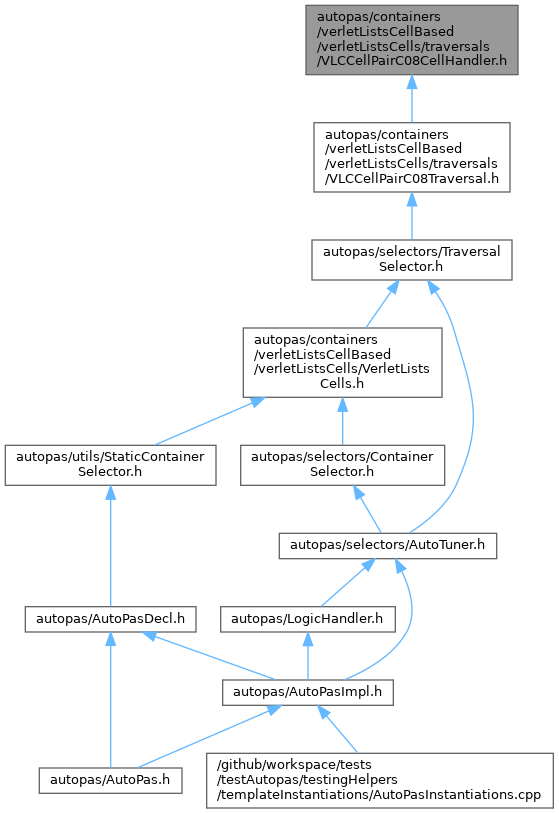 autopas/containers
/verletListsCellBased
/verletListsCells/traversals
/VLCCellPairC08CellHandler.h
autopas/containers
/verletListsCellBased
/verletListsCells/traversals
/VLCCellPairC08Traversal.h
autopas/selectors/Traversal
Selector.h
autopas/containers
/verletListsCellBased
/verletListsCells/VerletLists
Cells.h
autopas/utils/StaticContainer
Selector.h
autopas/selectors/Container
Selector.h
autopas/selectors/AutoTuner.h
autopas/AutoPasDecl.h
autopas/LogicHandler.h
autopas/AutoPasImpl.h
autopas/AutoPas.h
/github/workspace/tests
/testAutopas/testingHelpers
/templateInstantiations/AutoPasInstantiations.cpp